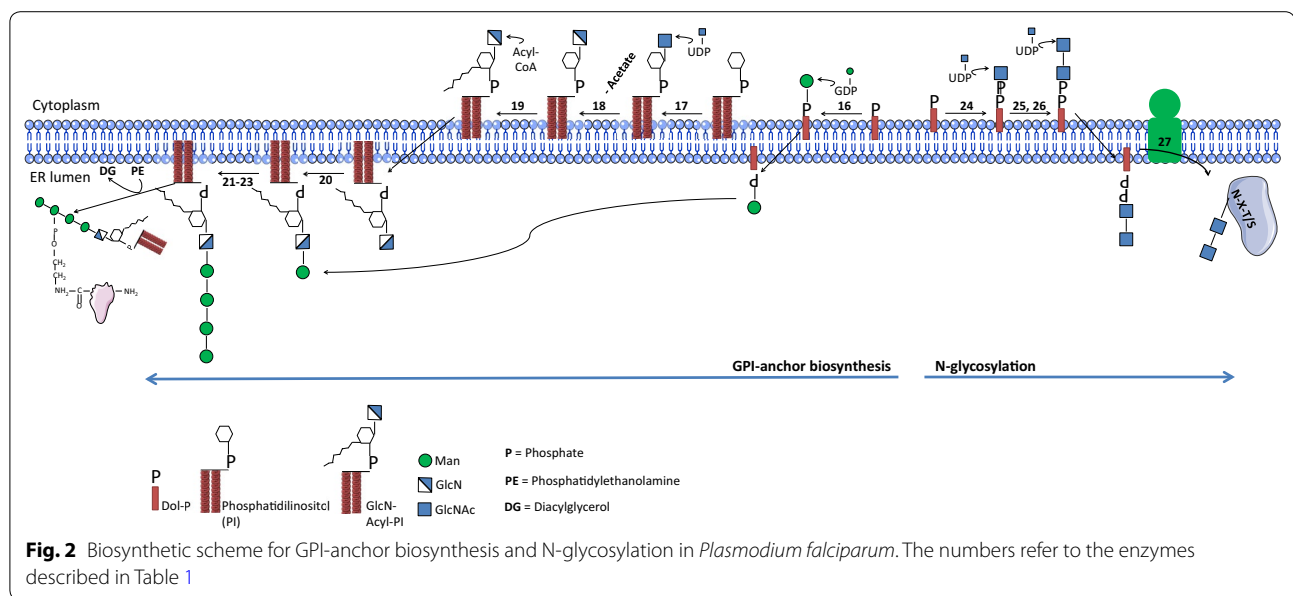 Acyl-
CoA
- Acetate
UDP
GDP
UDP
UDP
P
P
P
P
P
P
P
P
P
P
P
P
Cytoplasm
19
18
17
16
24
25, 26
27
ER lumen
DG
PE
21-23
20
P
P
P
P
P
P
N-X-T/S
P
P
O
CH2
CH2
NH2
C
O
NH2
GPI-anchor biosynthesis
N-glycosylation
P
P
P
Dol-P
Phosphatidilinositol
(PI)
GlcN-
Acyl-PI
Man
GlcN
GlcNAc
P = Phosphate
PE = Phosphatidylethanolamine
DG = Diacylglycerol
Fig. 2 Biosynthetic scheme for GPI-anchor biosynthesis and N-glycosylation in Plasmodium falciparum. The numbers refer to the enzymes
described in Table 1